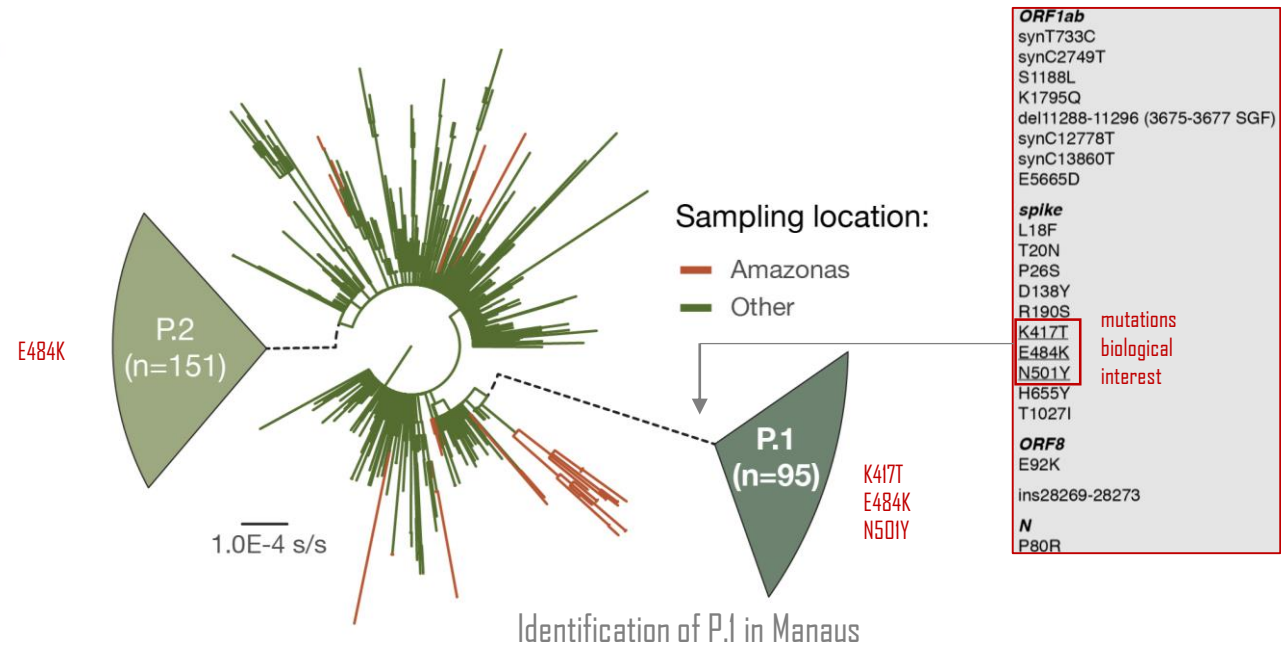 E484K
P.2
(n=151)
1.0E-4 s/s
Sampling location:
Amazonas
Other
P.1
(n=95)
K417T
E484K
N501Y
ORF1ab
synT733C
synC2749T
S1188L
K1795Q
del11288-11296 (3675-3677 SGF)
synC12778T
synC13860T
E5665D
spike
L18F
T20N
P26S
D138Y
R190S
K417T
E484K
N501Y
H655Y
T1027I
ORF8
E92K
ins28269-28273
N
P80R
mutations
biological
interest
Identification of P.1 in Manaus